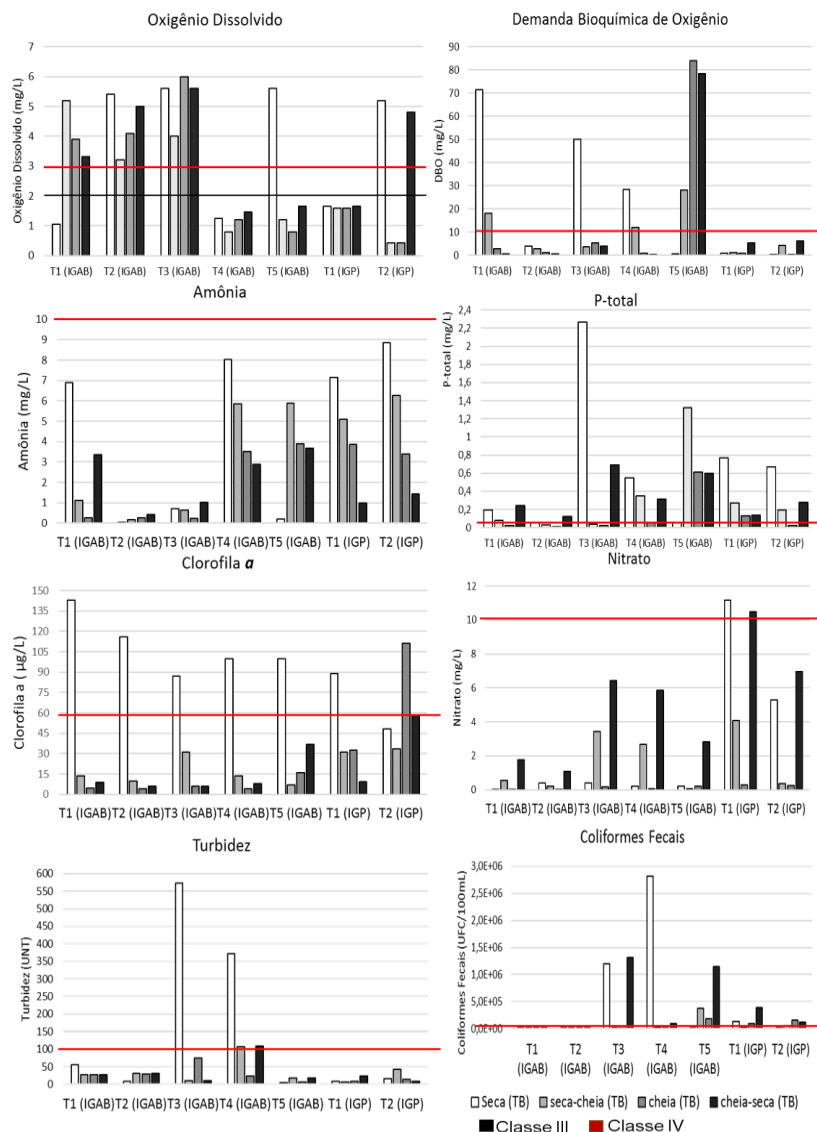 Oxigênio Dissolvido
Oxigênio Dissolvido (mg/L)
7
6
5
4
3
2
1
0
T1 (IGAB) T2 (IGAB) T3 (IGAB) T4 (IGAB) T5 (IGAB) T1 (IGP) T2 (IGP)
Demanda Bioquímica de Oxigênio
DBO (mg/L)
90
80
70
60
50
40
30
20
10
0
T1 (IGAB) T2 (IGAB) T3 (IGAB) T4 (IGAB) T5 (IGAB) T1 (IGP) T2 (IGP)
Amônia
Amônia (mg/L)
10
9
8
7
6
5
4
3
2
1
0
T1 (IGAB) T2 (IGAB) T3 (IGAB) T4 (IGAB) T5 (IGAB) T1 (IGP) T2 (IGP)
P-total
P-total (mg/L)
2,4
2,2
2
1,8
1,6
1,4
1,2
1
0,8
0,6
0,4
0,2
0
T1 (IGAB) T2 (IGAB) T3 (IGAB) T4 (IGAB) T5 (IGAB) T1 (IGP) T2 (IGP)
Clorofila a
Clorofila a ( µg/L)
150
135
120
105
90
75
60
45
30
15
0
T1 (IGAB) T2 (IGAB) T3 (IGAB) T4 (IGAB) T5 (IGAB) T1 (IGP) T2 (IGP)
Nitrato
Nitrato (mg/L)
12
10
8
6
4
2
0
T1 (IGAB) T2 (IGAB) T3 (IGAB) T4 (IGAB) T5 (IGAB) T1 (IGP) T2 (IGP)
Turbidez
Turbidez (UNT)
600
550
500
450
400
350
300
250
200
150
100
50
0
T1 (IGAB) T2 (IGAB) T3 (IGAB) T4 (IGAB) T5 (IGAB) T1 (IGP) T2 (IGP)
Coliformes Fecais
Coliformes Fecais (UFC/100mL)
3,0E+06
2,5E+06
2,0E+06
1,5E+06
1,0E+06
5,0E+05
0,0E+00
T1 T2 T3 T4 T5 T1 (IGP) T2 (IGP)
(IGAB) (IGAB) (IGAB) (IGAB) (IGAB)
Seca (TB) seca-cheia (TB) cheia (TB) cheia-seca (TB)
Classe III Classe IV